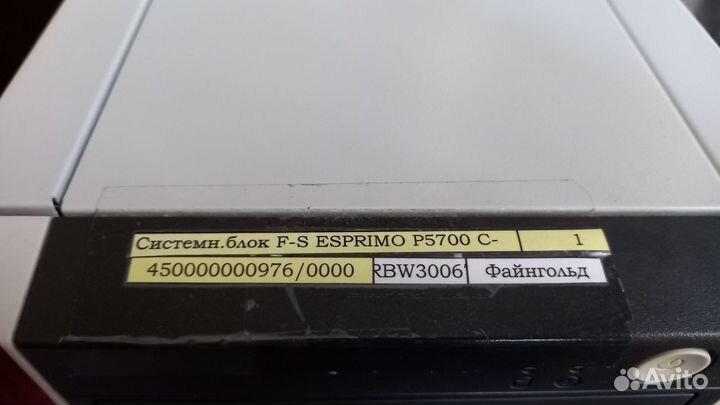 Системн.блок F-S ESPRIMO P5700 C- 1
450000000976/0000 RBW3006 Файнгольд
Avito